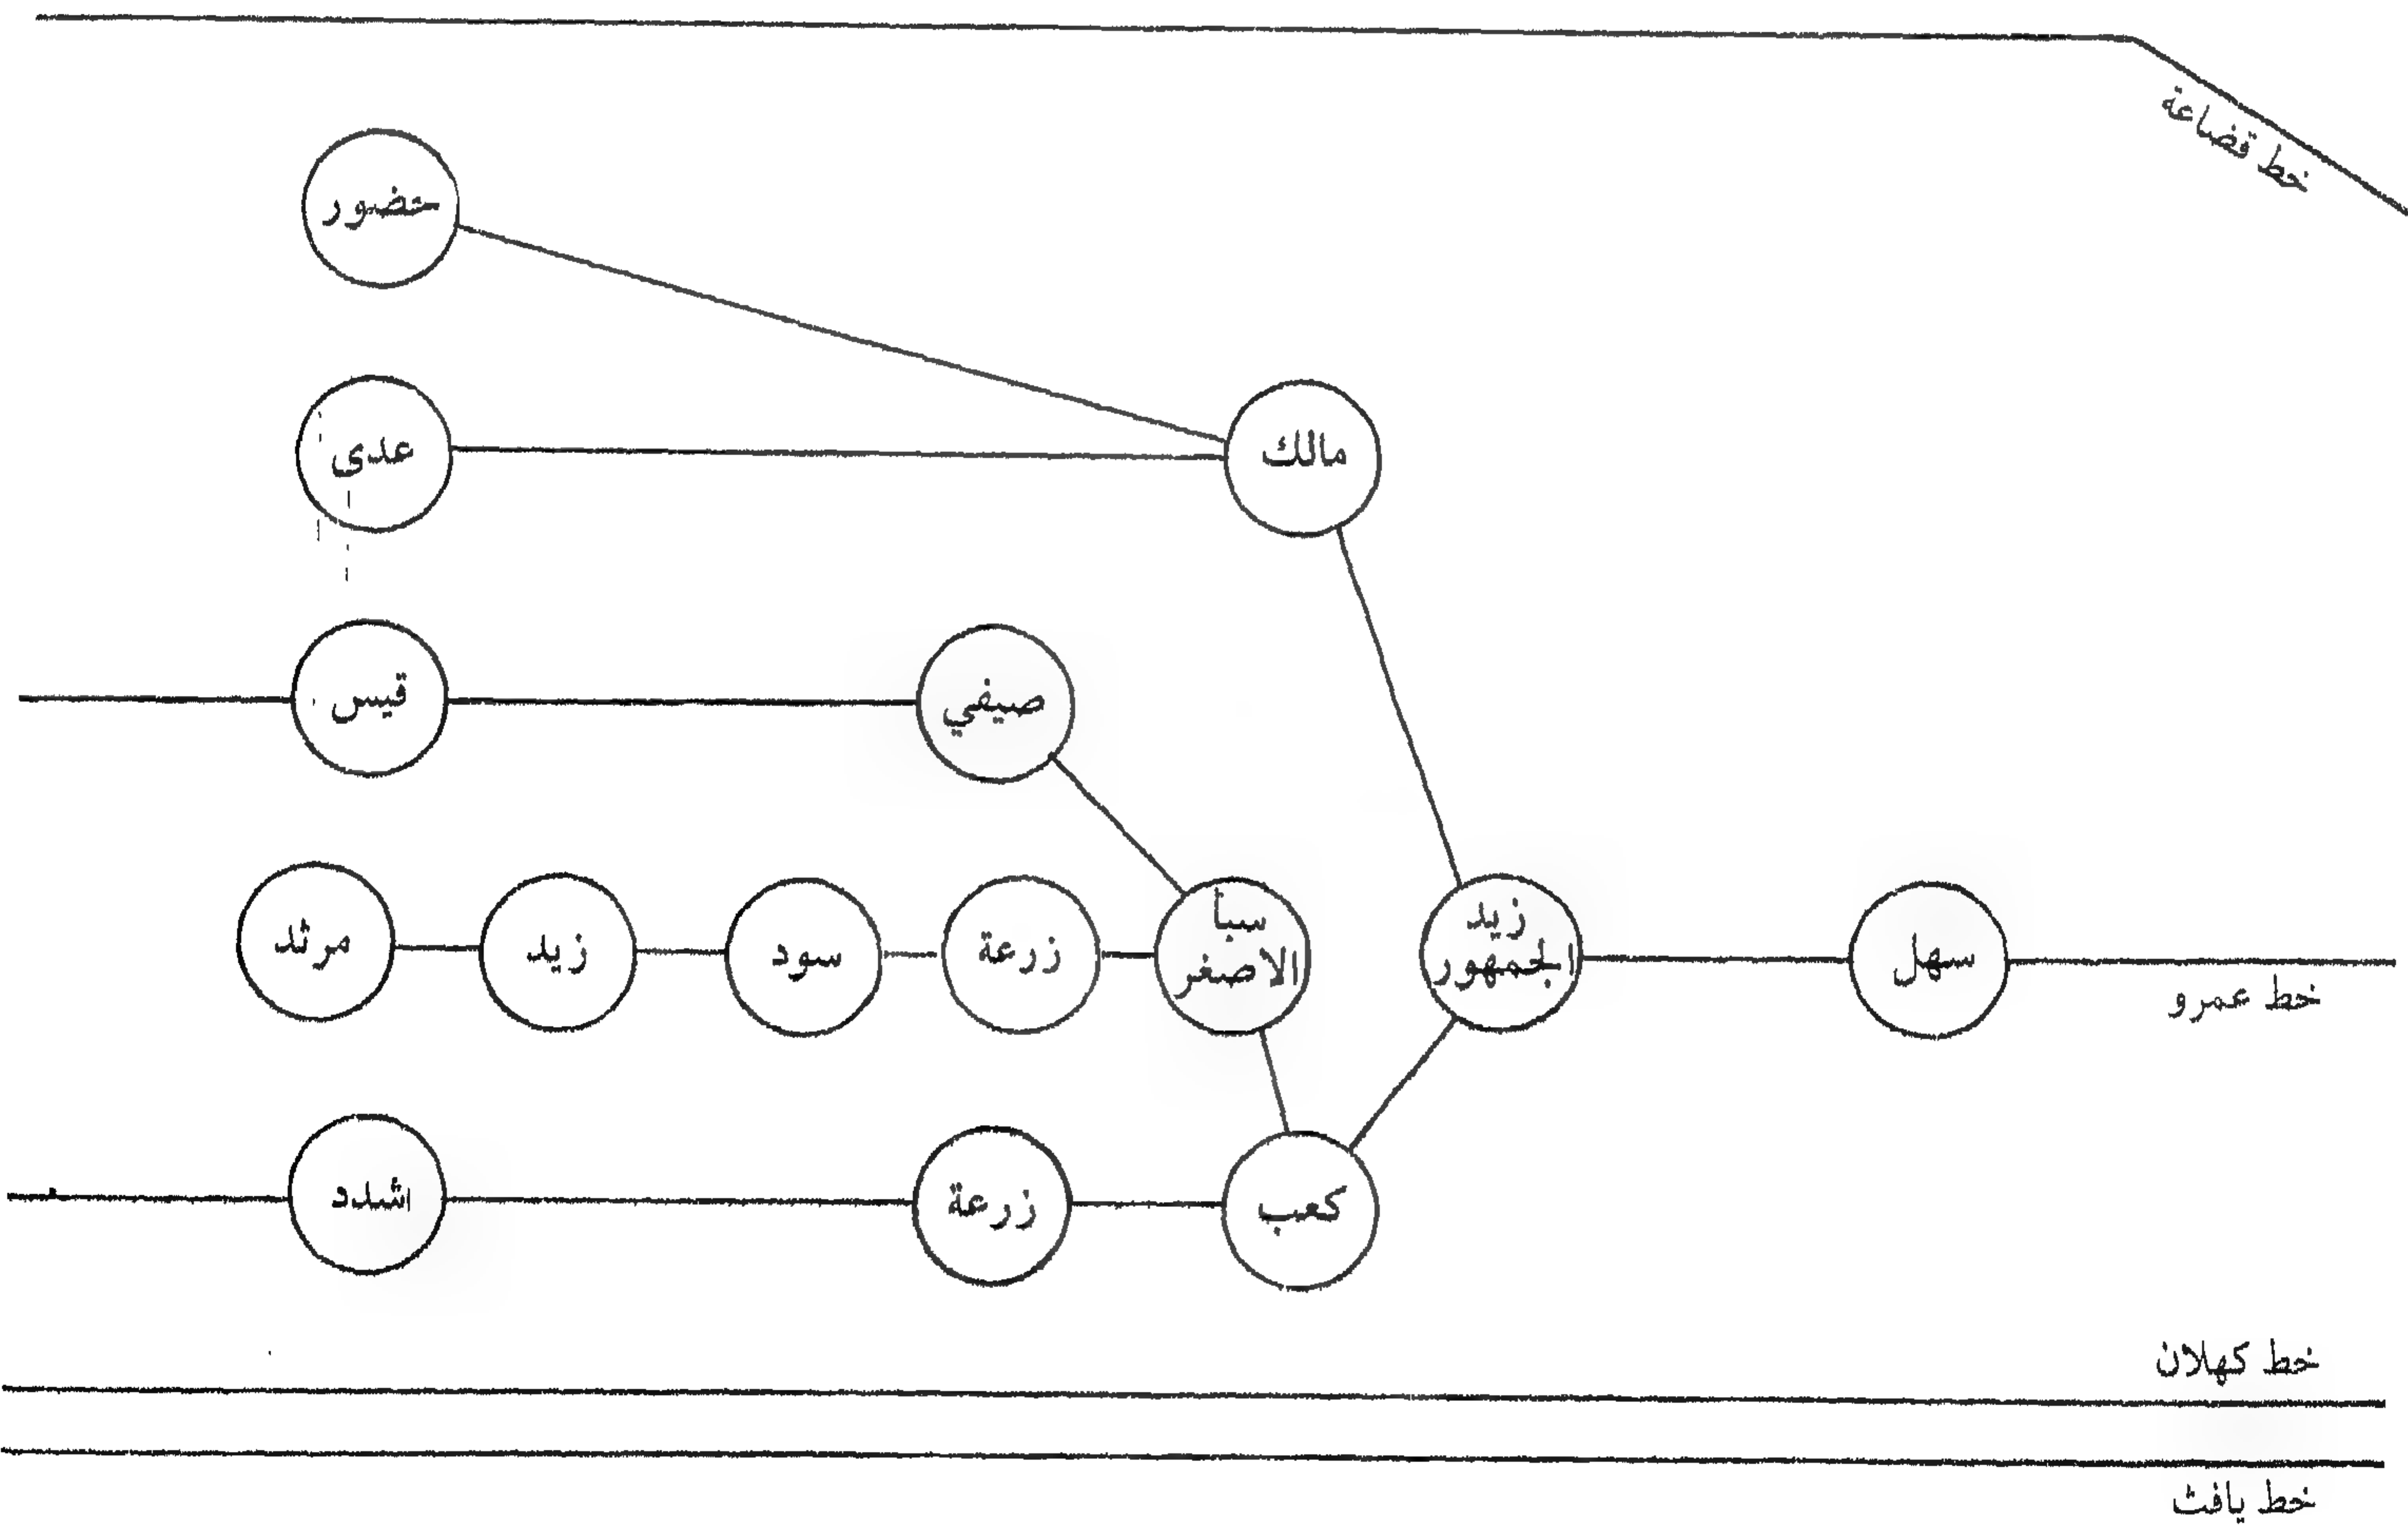 خط قضاعة
حضور
عدى
مالك
قيس
صيفي
سهل
زيد
الجمهور
سبأ
الاصغر
زرعة
سود
زيد
مرثد
خط عمرو
كعب
زرعة
اشدد
خط كهلان
خط يافث